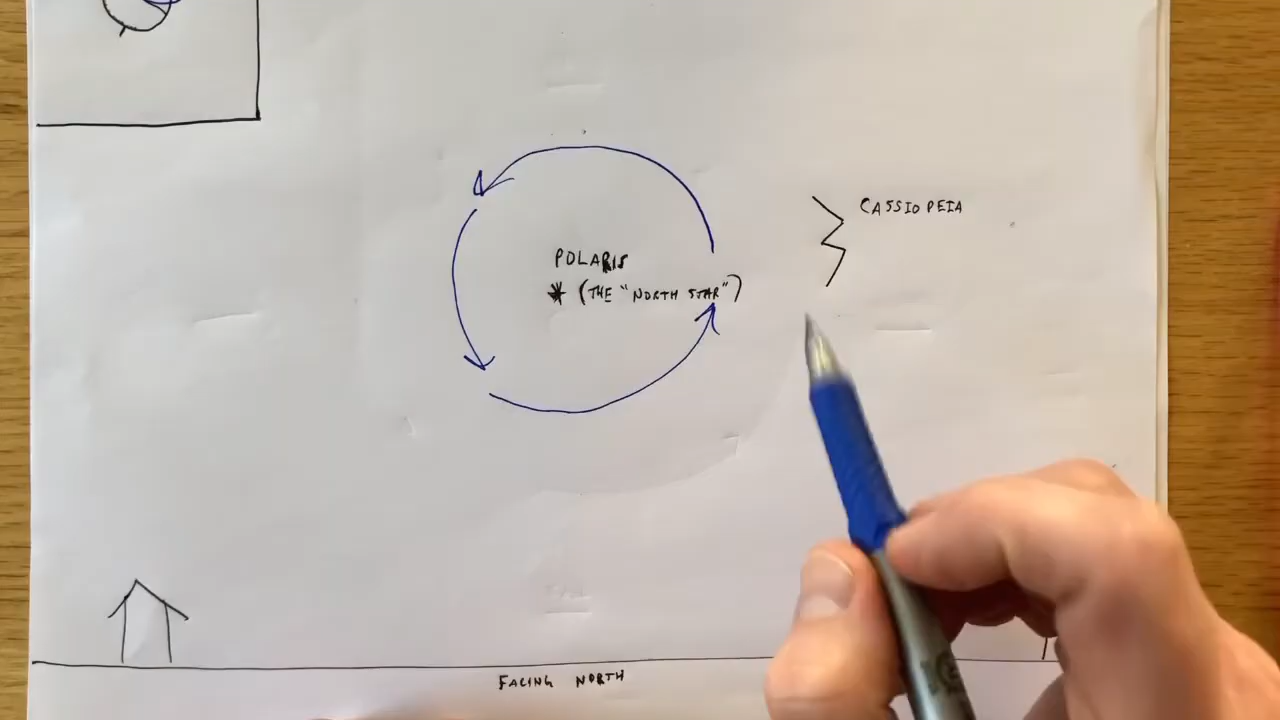 CASSIOPEIA
POLARIS
* (THE "NORTH STAR")
FACING NORTH